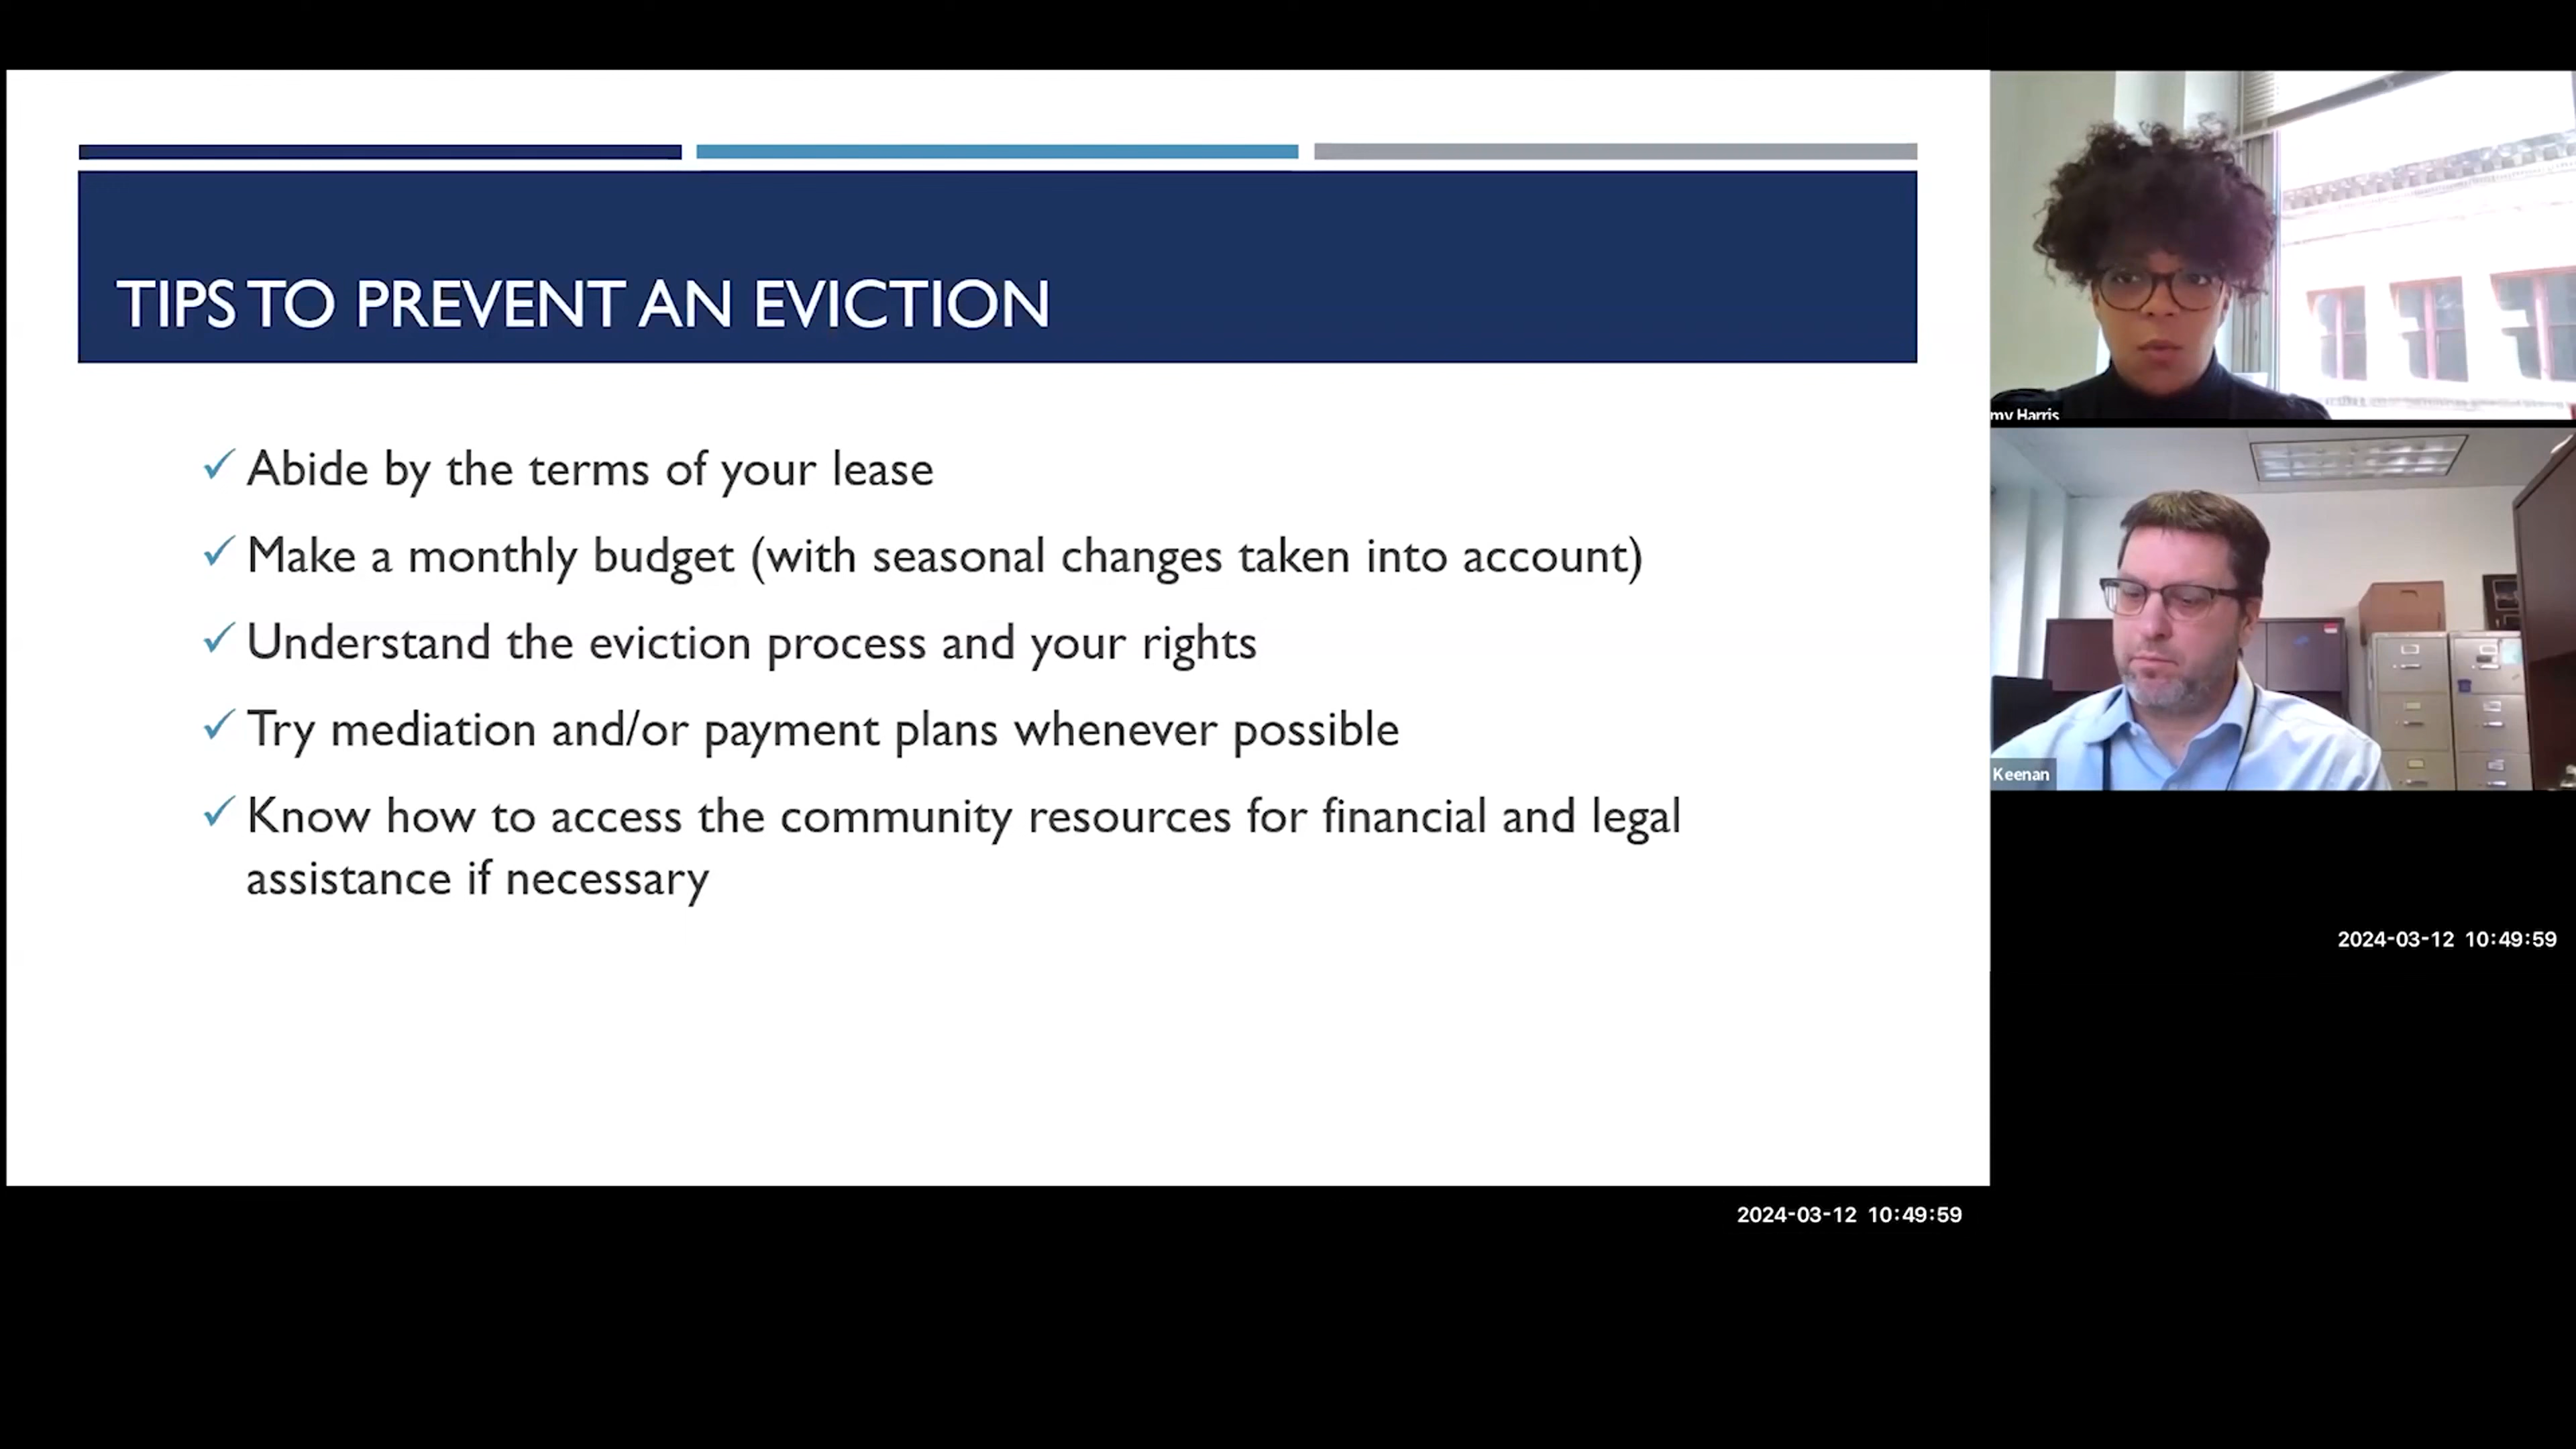 TIPS TO PREVENT AN EVICTION
✓ Abide by the terms of your lease
✓ Make a monthly budget (with seasonal changes taken into account)
✓ Understand the eviction process and your rights
✓ Try mediation and/or payment plans whenever possible
✓ Know how to access the community resources for financial and legal
assistance if necessary
my Harris
Keenan
2024-03-12 10:49:59
2024-03-12 10:49:59